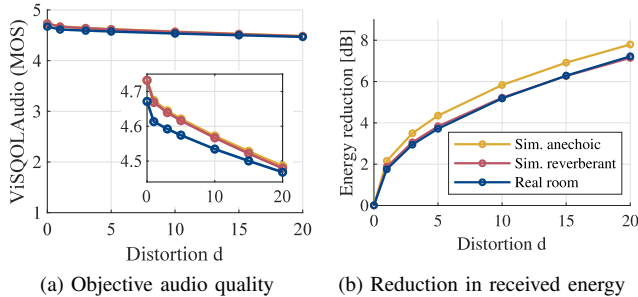 ViSQOLAudio (MOS)
5
4
3
2
1
4.7
4.6
4.5
0
10
20
0
5
10
15
20
Distortion d
(a) Objective audio quality
Energy reduction [dB]
8
6
4
2
0
Sim. anechoic
Sim. reverberant
Real room
0
5
10
15
20
Distortion d
(b) Reduction in received energy